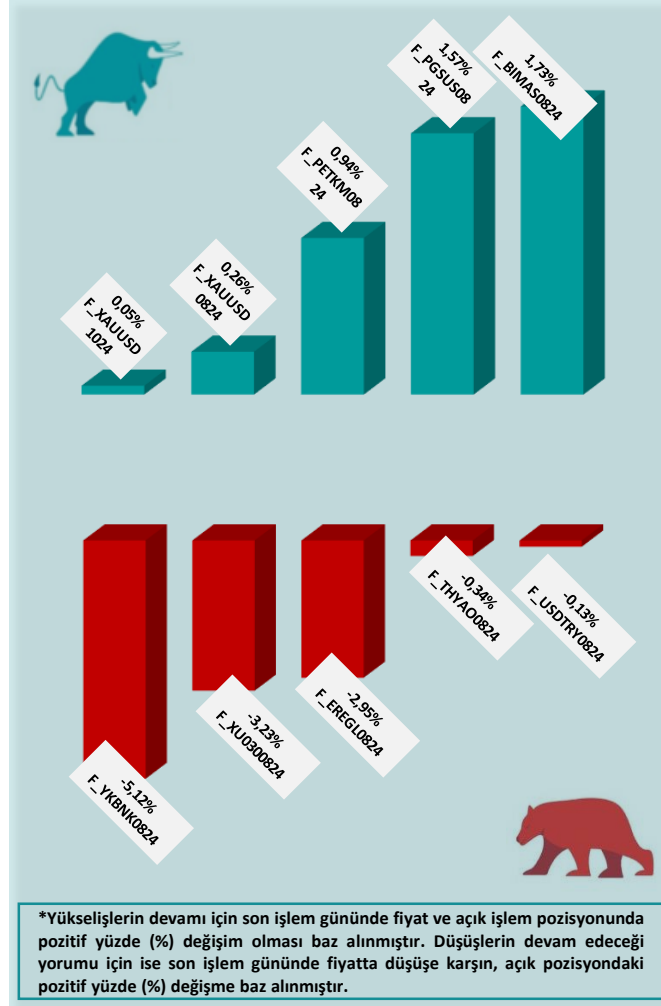 1,73%
F_BIMAS0824
1,57%
F_PGSUS08
24
0,94%
F_PETKM08
24
0,26%
F_XAUUSD
0824
0,05%
F_XAUUSD
1024
-0,34%
F_THYAO0824
-0,13%
F_USDTRY0824
-2,95%
F_EREGL0824
-3,23%
F_XU0300824
-5,12%
F_YKBNK0824
*Yükselişlerin devamı için son işlem gününde fiyat ve açık işlem pozisyonunda
pozitif yüzde (%) değişim olması baz alınmıştır. Düşüşlerin devam edeceği
yorumu için ise son işlem gününde fiyatta düşüşe karşın, açık pozisyondaki
pozitif yüzde (%) değişme baz alınmıştır.